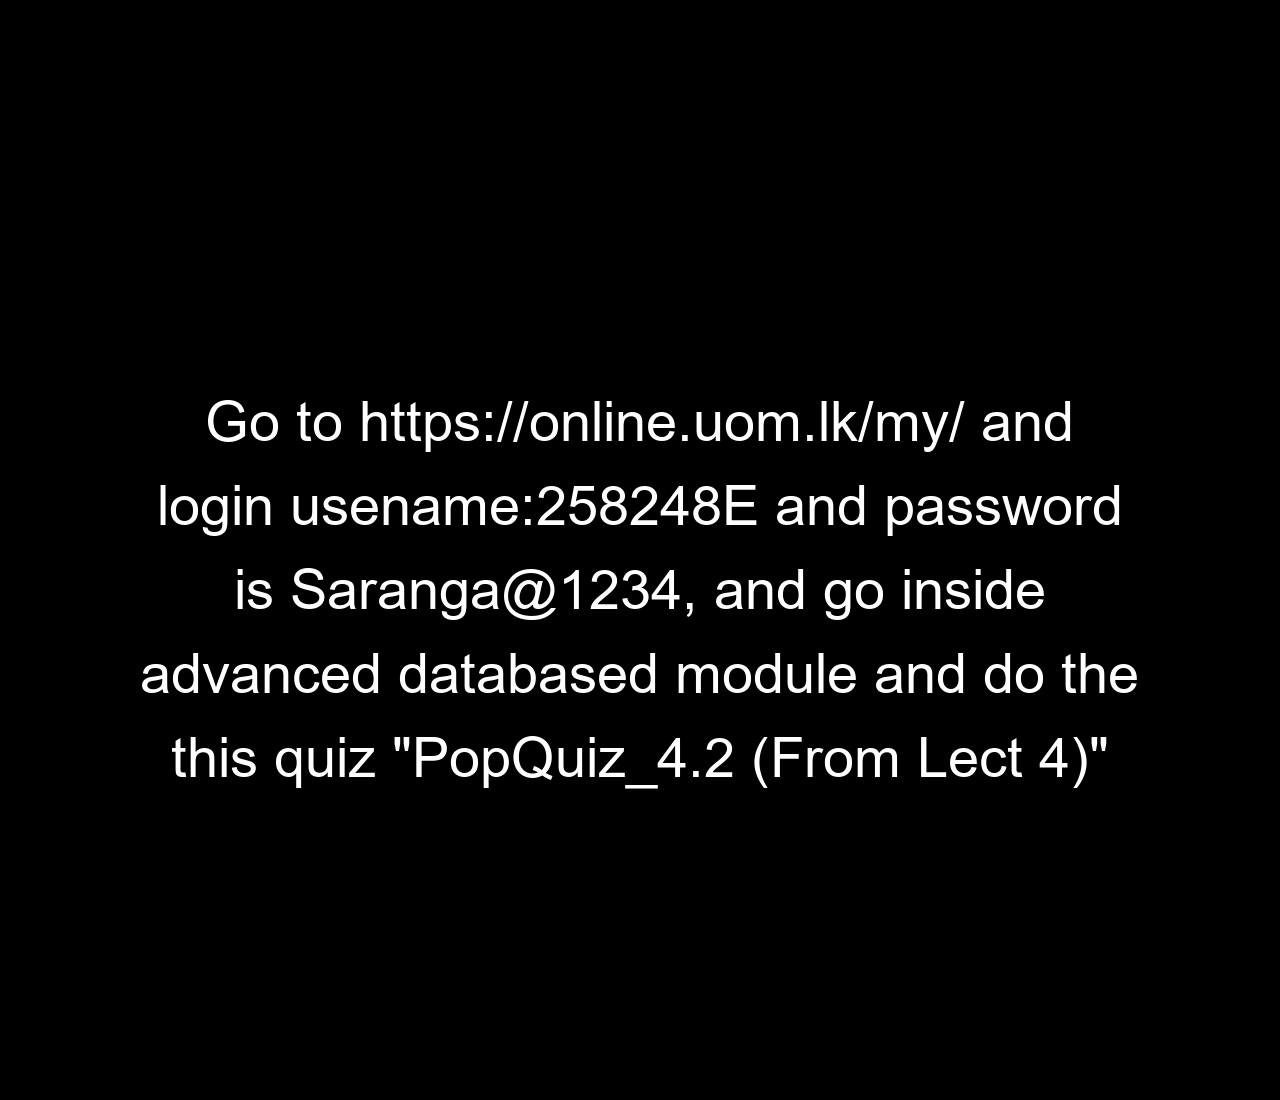 Go to https://online.uom.lk/my/ and
login usename:258248E and password
is Saranga@1234, and go inside
advanced databased module and do the
this quiz "PopQuiz_4.2 (From Lect 4)"